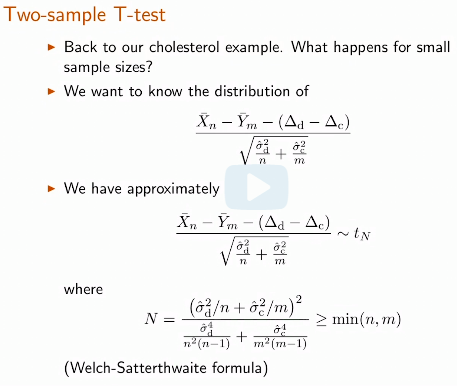 Two-sample T-test
▶ Back to our cholesterol example. What happens for small
sample sizes?
▶ We want to know the distribution of
$$\frac{\bar{X}_n - \bar{Y}_m - (\Delta_{\mathrm{d}} - \Delta_{\mathrm{c}})}{\sqrt{\frac{\hat{\sigma}_{\mathrm{d}}^2}{n} + \frac{\hat{\sigma}_{\mathrm{c}}^2}{m}}}$$
▶ We have approximately
$$\frac{\bar{X}_n - \bar{Y}_m - (\Delta_{\mathrm{d}} - \Delta_{\mathrm{c}})}{\sqrt{\frac{\hat{\sigma}_{\mathrm{d}}^2}{n} + \frac{\hat{\sigma}_{\mathrm{c}}^2}{m}}} \sim t_N$$
where
$$N = \frac{\left(\hat{\sigma}_{\mathrm{d}}^2/n + \hat{\sigma}_{\mathrm{c}}^2/m\right)^2}{\frac{\hat{\sigma}_{\mathrm{d}}^4}{n^2(n-1)} + \frac{\hat{\sigma}_{\mathrm{c}}^4}{m^2(m-1)}} \geq \min(n, m)$$
(Welch-Satterthwaite formula)